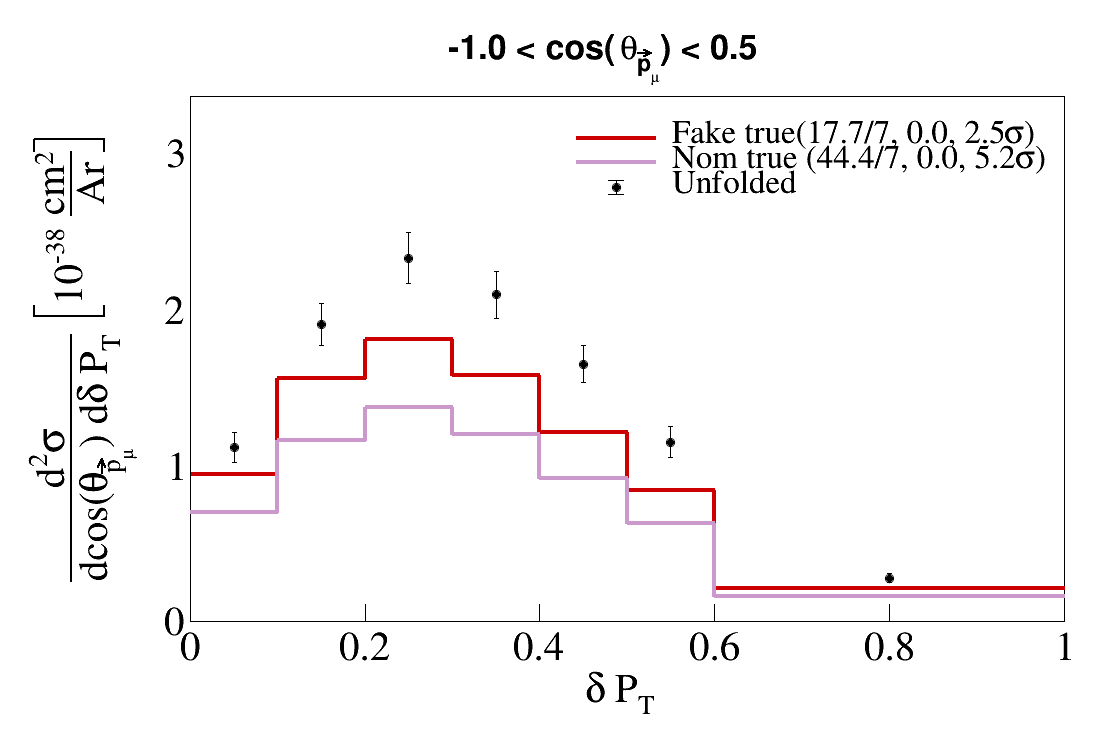 -1.0 < cos(θ_{\vec{p}_μ}) < 0.5
Fake true(17.7/7, 0.0, 2.5σ)
Nom true (44.4/7, 0.0, 5.2σ)
Unfolded
d²σ / dcos(θ_{\vec{p}_μ}) dδ P_T [10⁻³⁸ cm²/Ar]
3
2
1
0
0 0.2 0.4 0.6 0.8 1
δ P_T